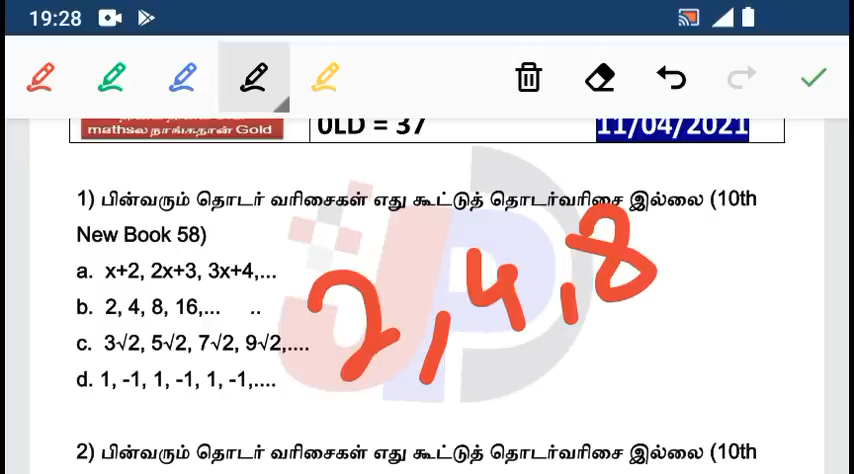 19:28
mathsல நாங்கதான் Gold
OLD = 37
11/04/2021
1) பின்வரும் தொடர் வரிசைகள் எது கூட்டுத் தொடர்வரிசை இல்லை (10th
New Book 58)
a. x+2, 2x+3, 3x+4,...
b. 2, 4, 8, 16,... ..
c. 3√2, 5√2, 7√2, 9√2,....
d. 1, -1, 1, -1, 1, -1,....
2, 4, 8
2) பின்வரும் தொடர் வரிசைகள் எது கூட்டுத் தொடர்வரிசை இல்லை (10th